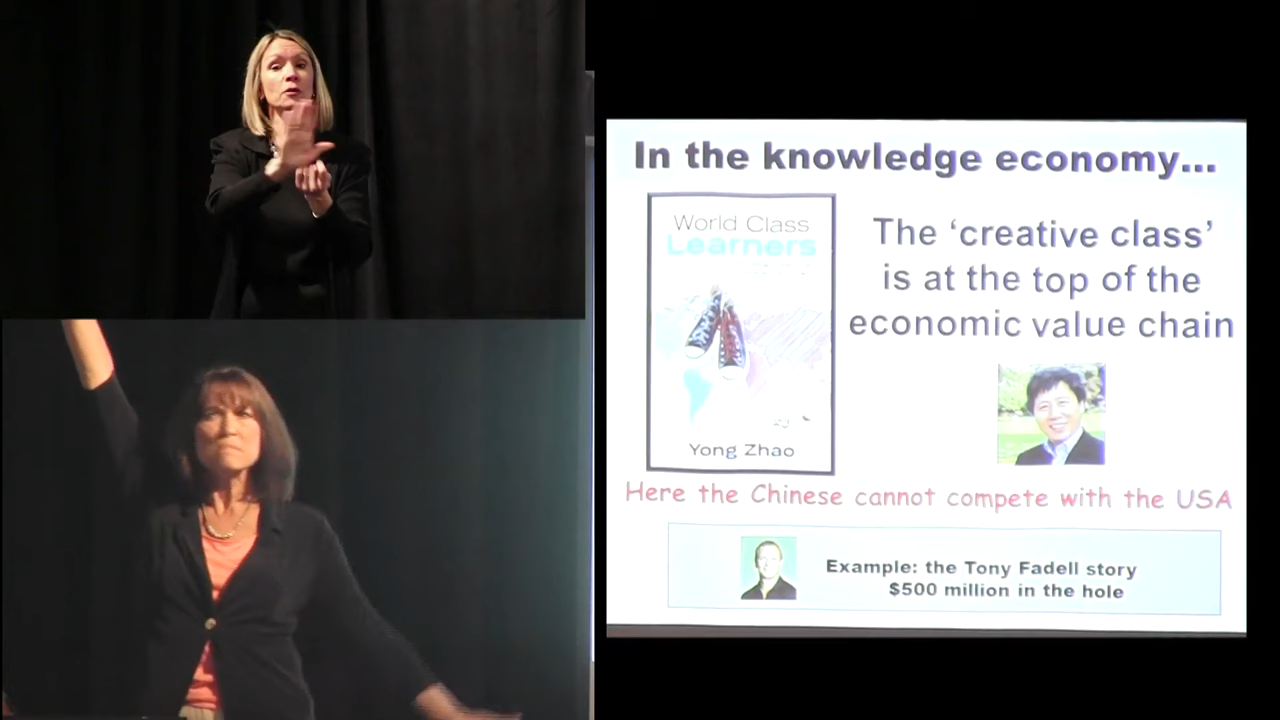 In the knowledge economy...
World Class
Learners
Yong Zhao
The ‘creative class’
is at the top of the
economic value chain
Here the Chinese cannot compete with the USA
Example: the Tony Fadell story
$500 million in the hole